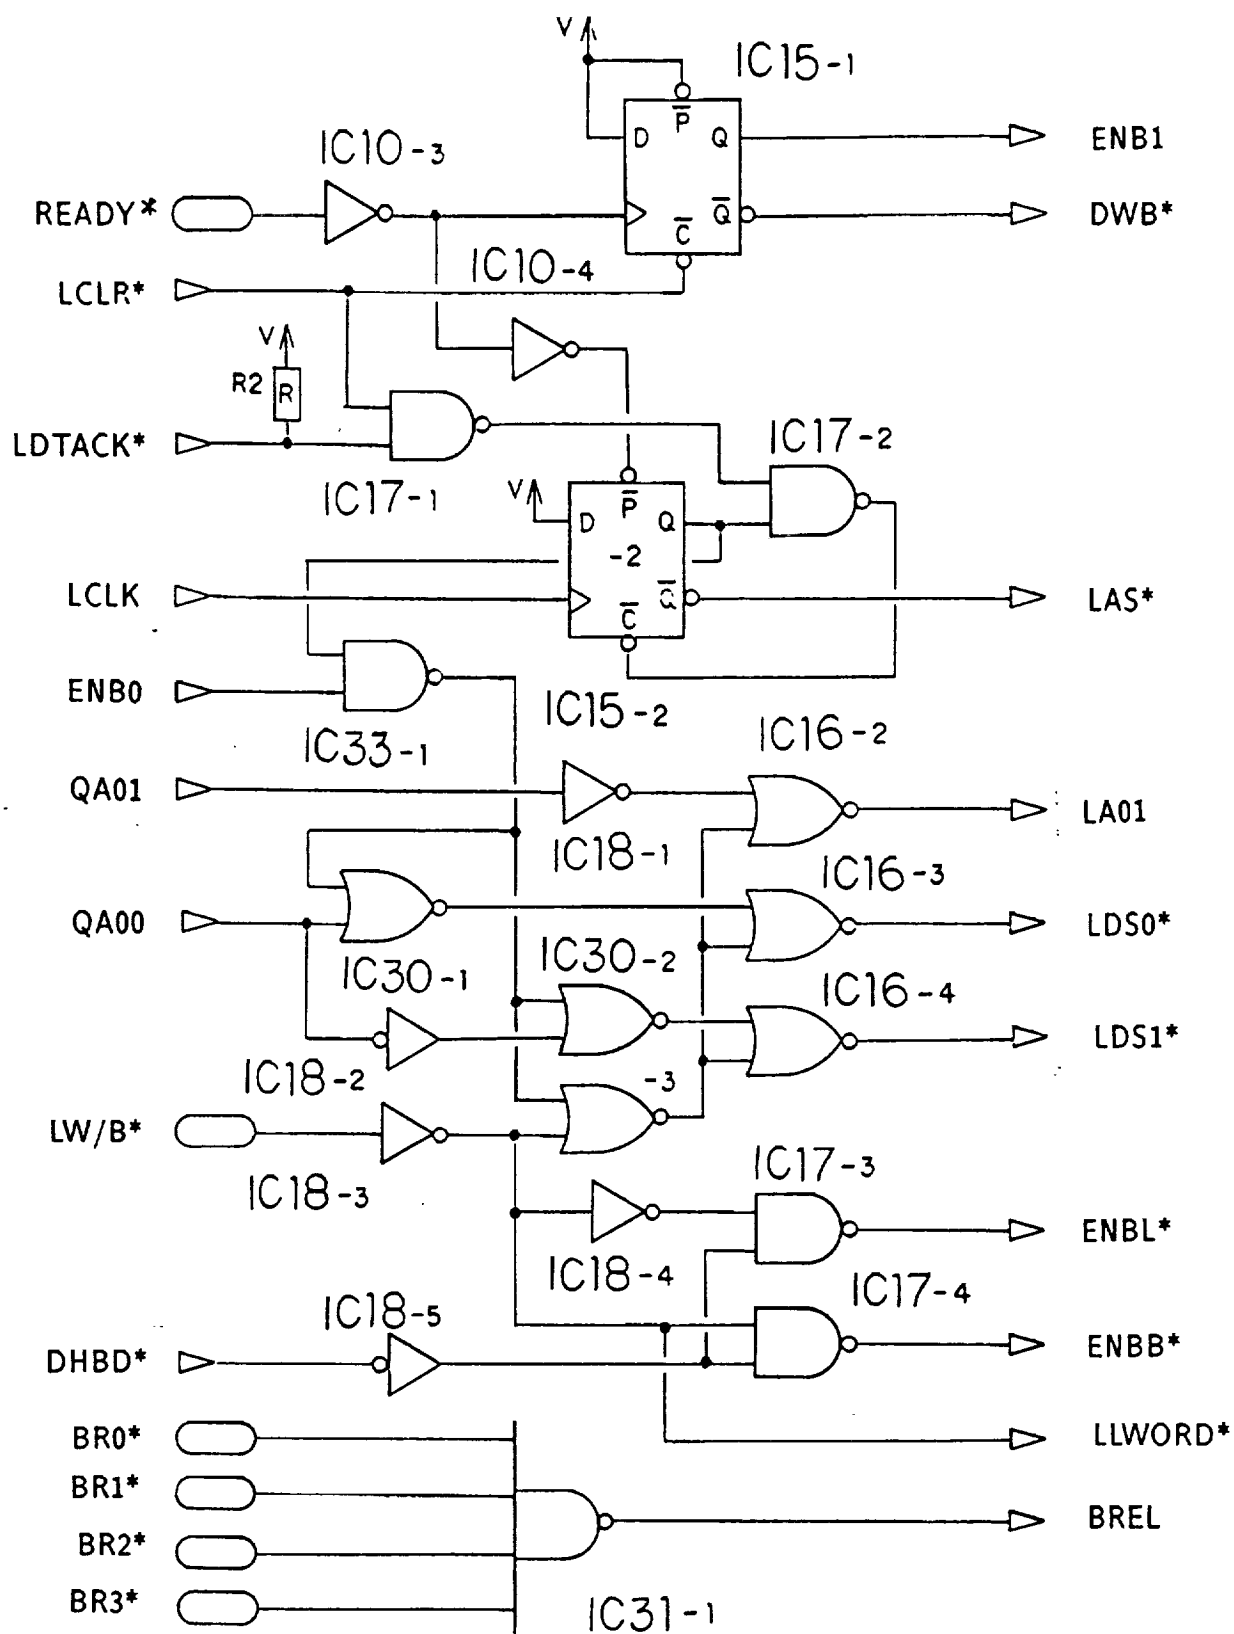 V
IC15-1
P
D
Q
ENB1
IC10-3
READY*
Q
DWB*
C
IC10-4
LCLR*
V
R2
R
LDTACK*
IC17-2
IC17-1
V
P
D
Q
-2
LCLK
Q
LAS*
C
ENB0
IC15-2
IC16-2
IC33-1
QA01
LA01
IC18-1
IC16-3
QA00
LDS0*
IC30-2
IC30-1
IC16-4
LDS1*
IC18-2
-3
LW/B*
IC17-3
IC18-3
ENBL*
IC18-4
IC17-4
IC18-5
DHBD*
ENBB*
BR0*
LLWORD*
BR1*
BREL
BR2*
BR3*
IC31-1